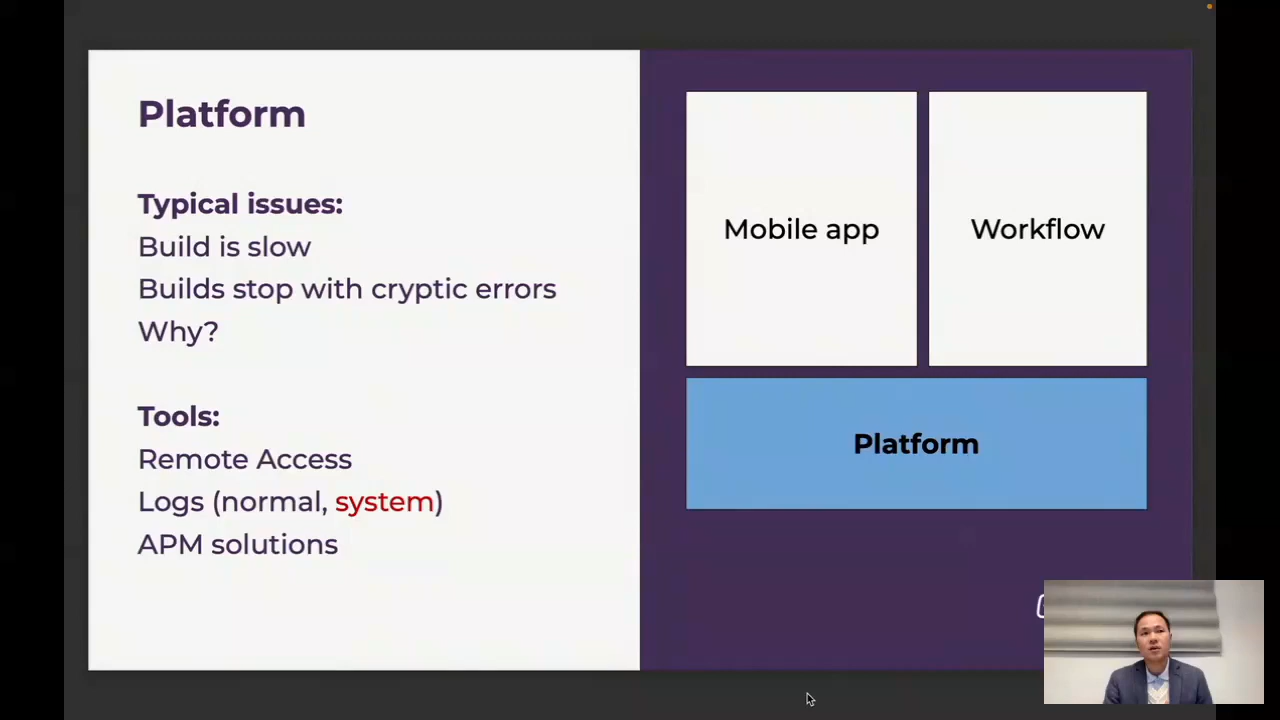 Platform
Typical issues:
Build is slow
Builds stop with cryptic errors
Why?
Tools:
Remote Access
Logs (normal, system)
APM solutions
Mobile app
Workflow
Platform